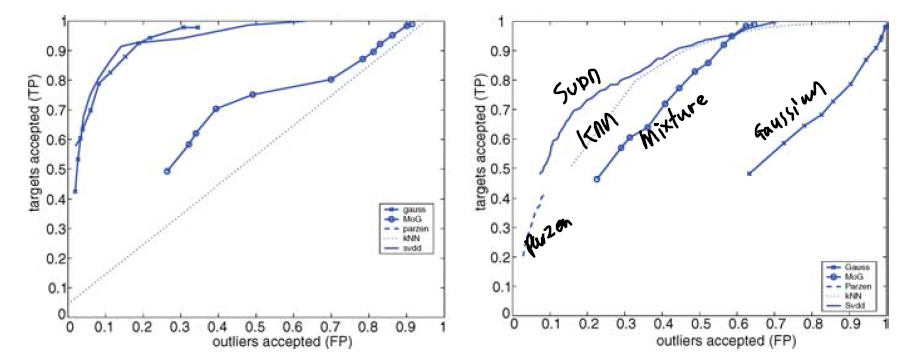 targets accepted (TP)
1
0.9
0.8
0.7
0.6
0.5
0.4
0.3
0.2
0.1
0
0 0.1 0.2 0.3 0.4 0.5 0.6 0.7 0.8 0.9 1
outliers accepted (FP)
gauss
MoG
parzen
kNN
svdd
targets accepted (TP)
1
0.9
0.8
0.7
0.6
0.5
0.4
0.3
0.2
0.1
0
0 0.1 0.2 0.3 0.4 0.5 0.6 0.7 0.8 0.9 1
outliers accepted (FP)
SVDD
KNN
Mixture
Gaussian
Parzen
Gauss
MoG
Parzen
kNN
Svdd